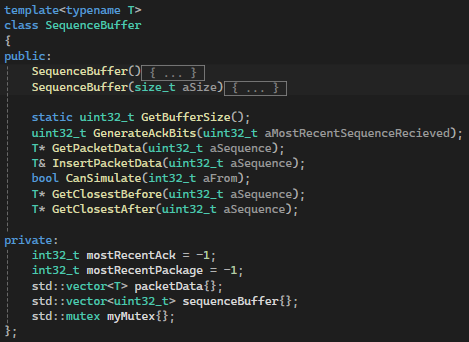 template<typename T>
class SequenceBuffer
{
public:
    SequenceBuffer(){ ... }
    SequenceBuffer(size_t aSize){ ... }

    static uint32_t GetBufferSize();
    uint32_t GenerateAckBits(uint32_t aMostRecentSequenceRecieved);
    T* GetPacketData(uint32_t aSequence);
    T& InsertPacketData(uint32_t aSequence);
    bool CanSimulate(int32_t aFrom);
    T* GetClosestBefore(uint32_t aSequence);
    T* GetClosestAfter(uint32_t aSequence);

private:
    int32_t mostRecentAck = -1;
    int32_t mostRecentPackage = -1;
    std::vector<T> packetData{};
    std::vector<uint32_t> sequenceBuffer{};
    std::mutex myMutex{};
};